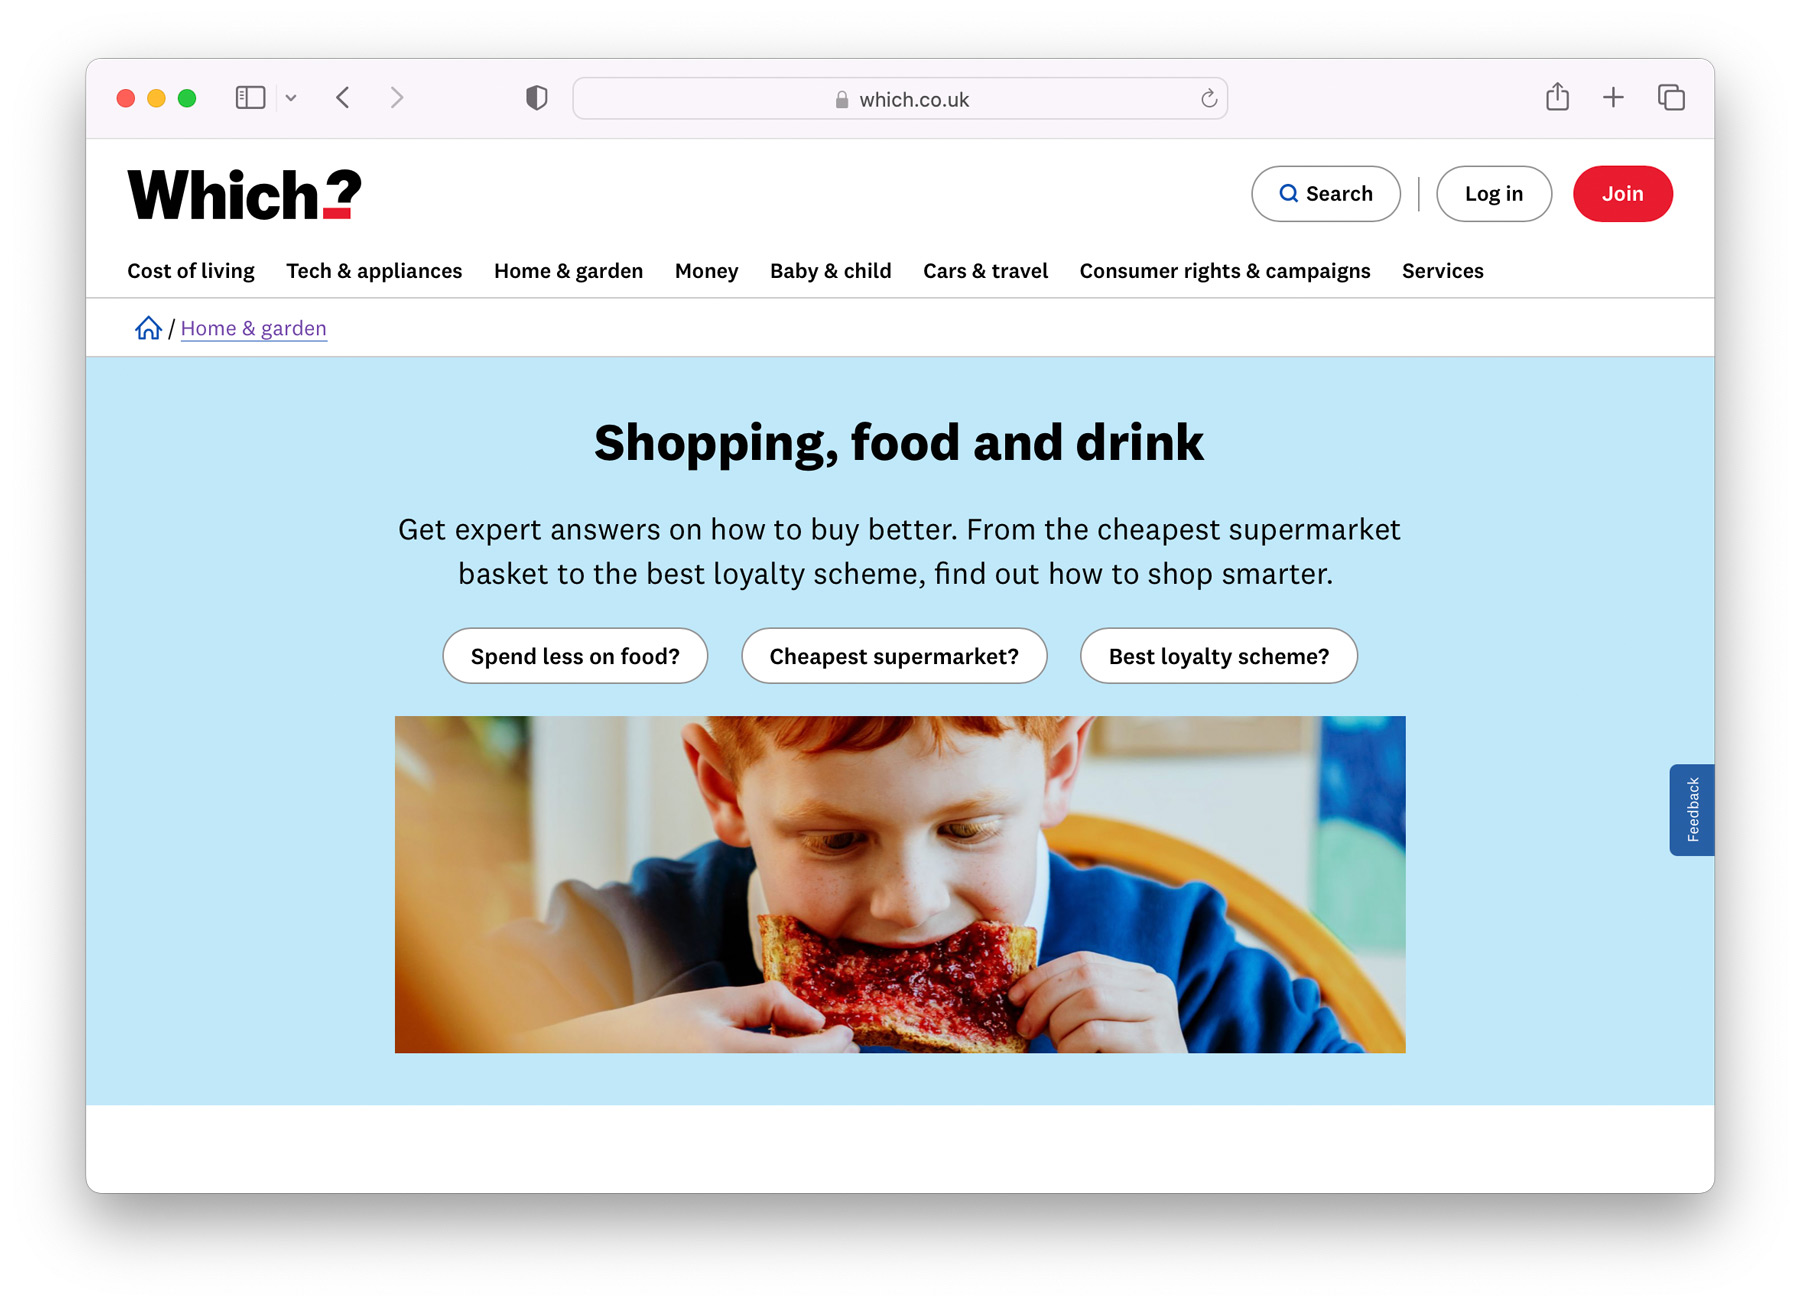 which.co.uk
Which?
Search
Log in
Join
Cost of living
Tech & appliances
Home & garden
Money
Baby & child
Cars & travel
Consumer rights & campaigns
Services
/ Home & garden
Shopping, food and drink
Get expert answers on how to buy better. From the cheapest supermarket
basket to the best loyalty scheme, find out how to shop smarter.
Spend less on food?
Cheapest supermarket?
Best loyalty scheme?
Feedback